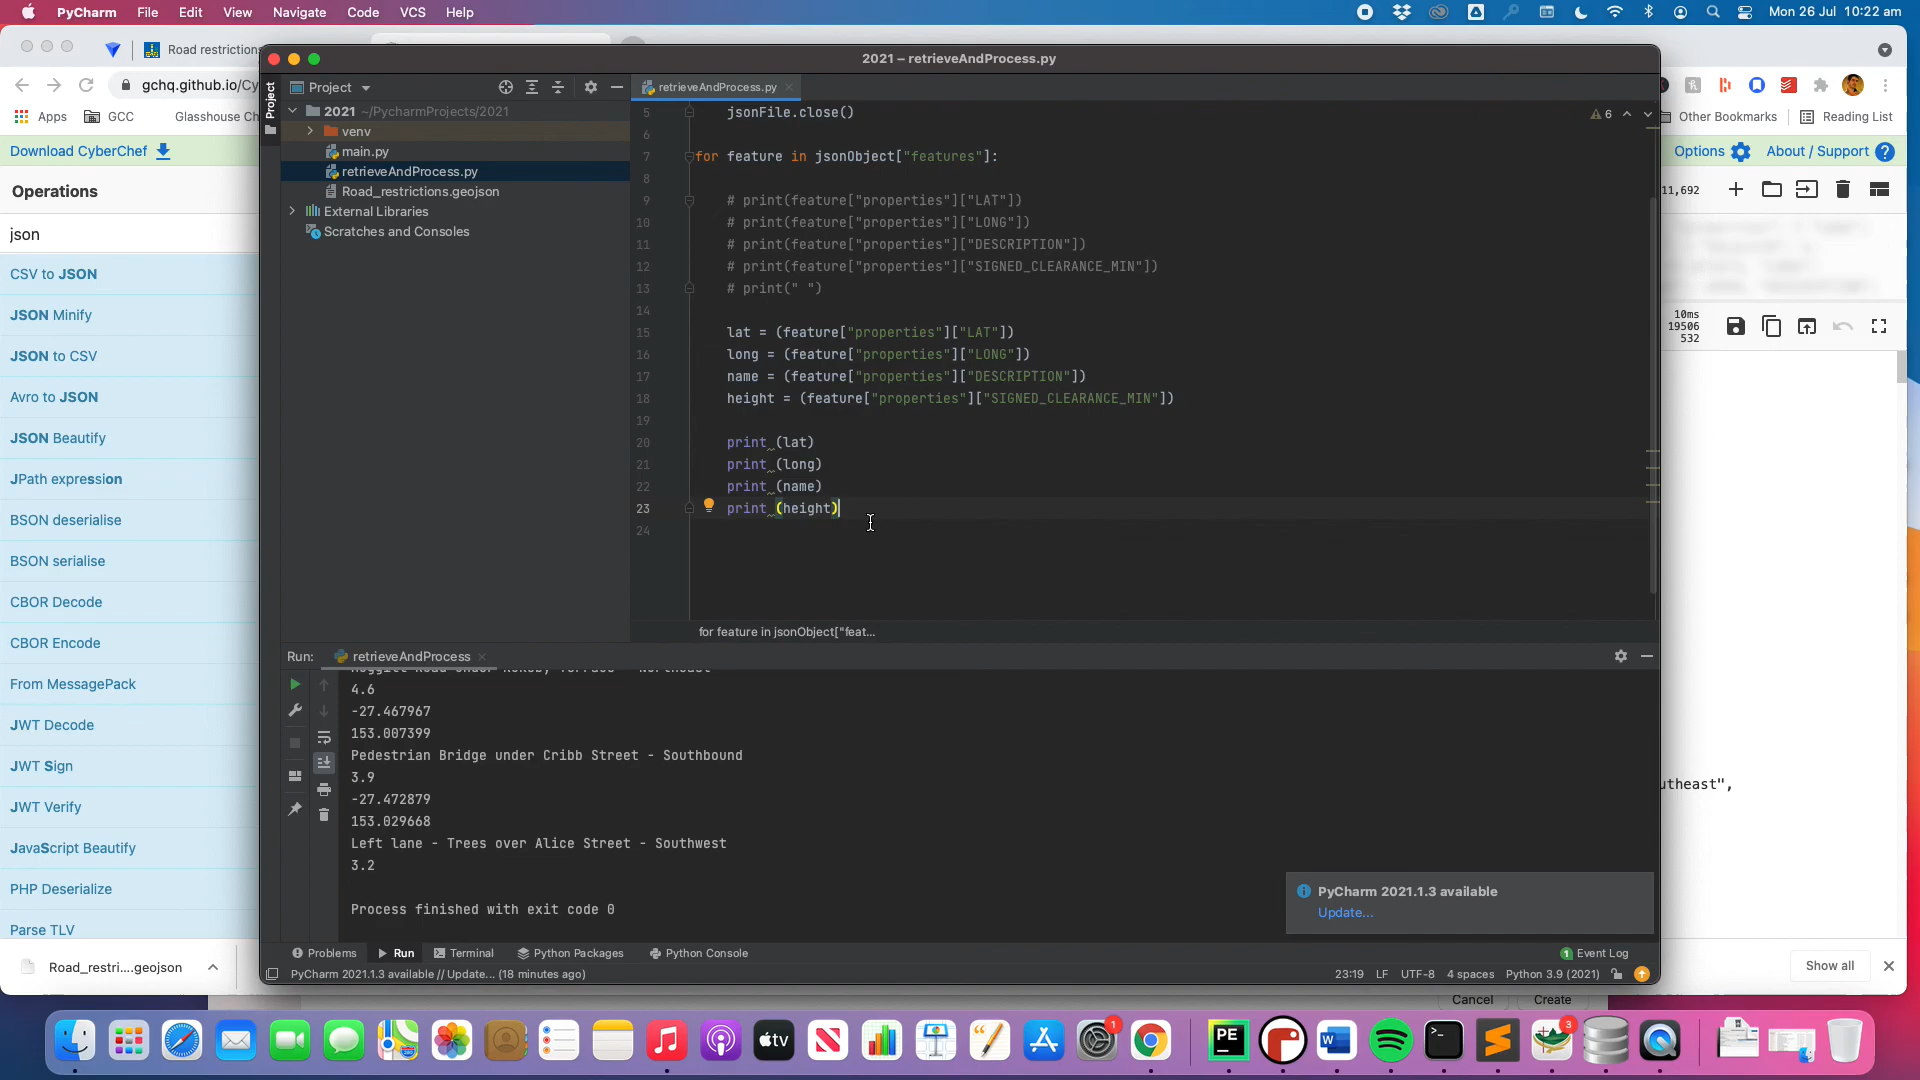 PyCharm File Edit View Navigate Code VCS Help
Mon 26 Jul 10:22 am
Road restrictions
gchq.github.io/Cy
Apps GCC Glasshouse Ch
Other Bookmarks Reading List
Download CyberChef
Options About / Support
Operations
json
CSV to JSON
JSON Minify
JSON to CSV
Avro to JSON
JSON Beautify
JPath expression
BSON deserialise
BSON serialise
CBOR Decode
CBOR Encode
From MessagePack
JWT Decode
JWT Sign
JWT Verify
JavaScript Beautify
PHP Deserialize
Parse TLV
Road_restri....geojson
2021 – retrieveAndProcess.py
Project
Project
retrieveAndProcess.py
2021 ~/PycharmProjects/2021
venv
main.py
retrieveAndProcess.py
Road_restrictions.geojson
External Libraries
Scratches and Consoles
6
5 jsonFile.close()
6
7 for feature in jsonObject["features"]:
8
9 # print(feature["properties"]["LAT"])
10 # print(feature["properties"]["LONG"])
11 # print(feature["properties"]["DESCRIPTION"])
12 # print(feature["properties"]["SIGNED_CLEARANCE_MIN"])
13 # print(" ")
14
15 lat = (feature["properties"]["LAT"])
16 long = (feature["properties"]["LONG"])
17 name = (feature["properties"]["DESCRIPTION"])
18 height = (feature["properties"]["SIGNED_CLEARANCE_MIN"])
19
20 print (lat)
21 print (long)
22 print (name)
23 print (height)
24
for feature in jsonObject["feat...
Run: retrieveAndProcess
4.6
-27.467967
153.007399
Pedestrian Bridge under Cribb Street - Southbound
3.9
-27.472879
153.029668
Left lane - Trees over Alice Street - Southwest
3.2
Process finished with exit code 0
PyCharm 2021.1.3 available
Update...
Problems Run Terminal Python Packages Python Console
1 Event Log
PyCharm 2021.1.3 available // Update... (18 minutes ago)
23:19 LF UTF-8 4 spaces Python 3.9 (2021)
11,692
10ms
19506
532
utheast",
Show all
Cancel Create
1
PE
W
3
tv